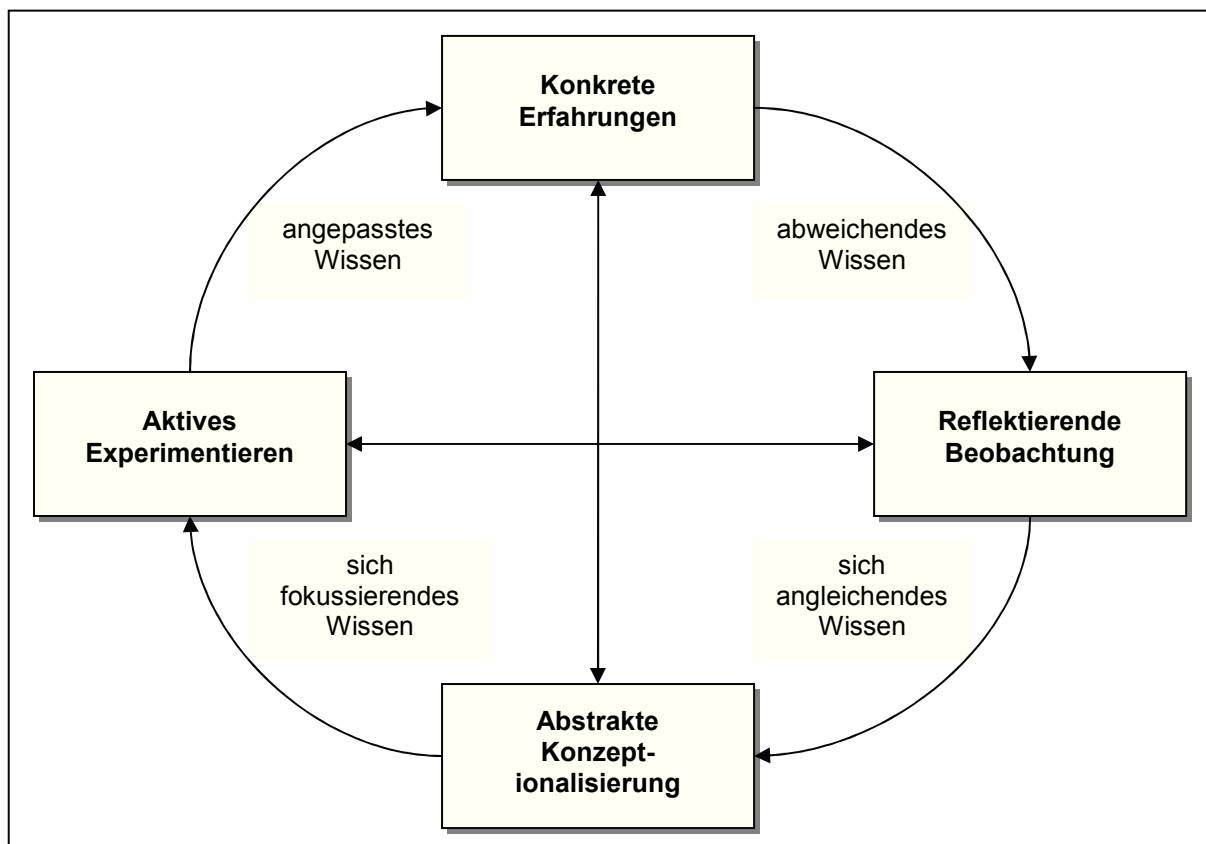 Konkrete
Erfahrungen
angepasstes
Wissen
abweichendes
Wissen
Aktives
Experimentieren
Reflektierende
Beobachtung
sich
fokussierendes
Wissen
sich
angleichendes
Wissen
Abstrakte
Konzept-
ionalisierung